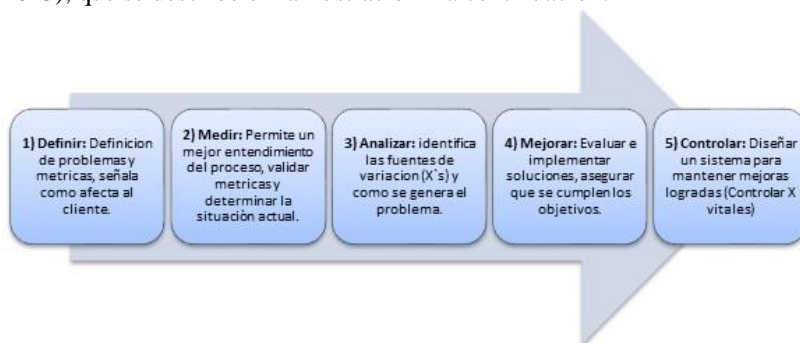 1) Definir: Definicion
de problemas y
metricas, señala
como afecta al
cliente.
2) Medir: Permite un
mejor entendimiento
del proceso, validar
metricas y
determinar la
situaciòn actual.
3) Analizar: identifica
las fuentes de
variacion (X`s) y
como se genera el
problema.
4) Mejorar: Evaluar e
implementar
soluciones, asegurar
que se cumplen los
objetivos.
5) Controlar: Diseñar
un sistema para
mantener mejoras
logradas (Controlar X
vitales)